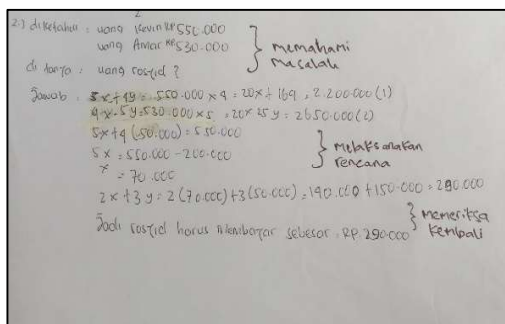 2.) diketahui : uang Kevin RP 550.000
uang Amar RP 530.000
} memahami masalah
di tanya : uang rosyid ?
Jawab : 5x + 4y = 550.000 x 4 = 20x + 16y = 2.200.000 (1)
4x + 5y = 530.000 x 5 = 20x 25y = 2650.000 (2)
5x + 4 (50.000) = 550.000
5x = 550.000 - 200.000
x = 70.000
} melaksanakan rencana
2x + 3y = 2 (70.000) + 3 (50.000) = 140.000 + 150.000 = 290.000
Jadi rosyid harus membayar sebesar RP. 290.000
} memeriksa kembali